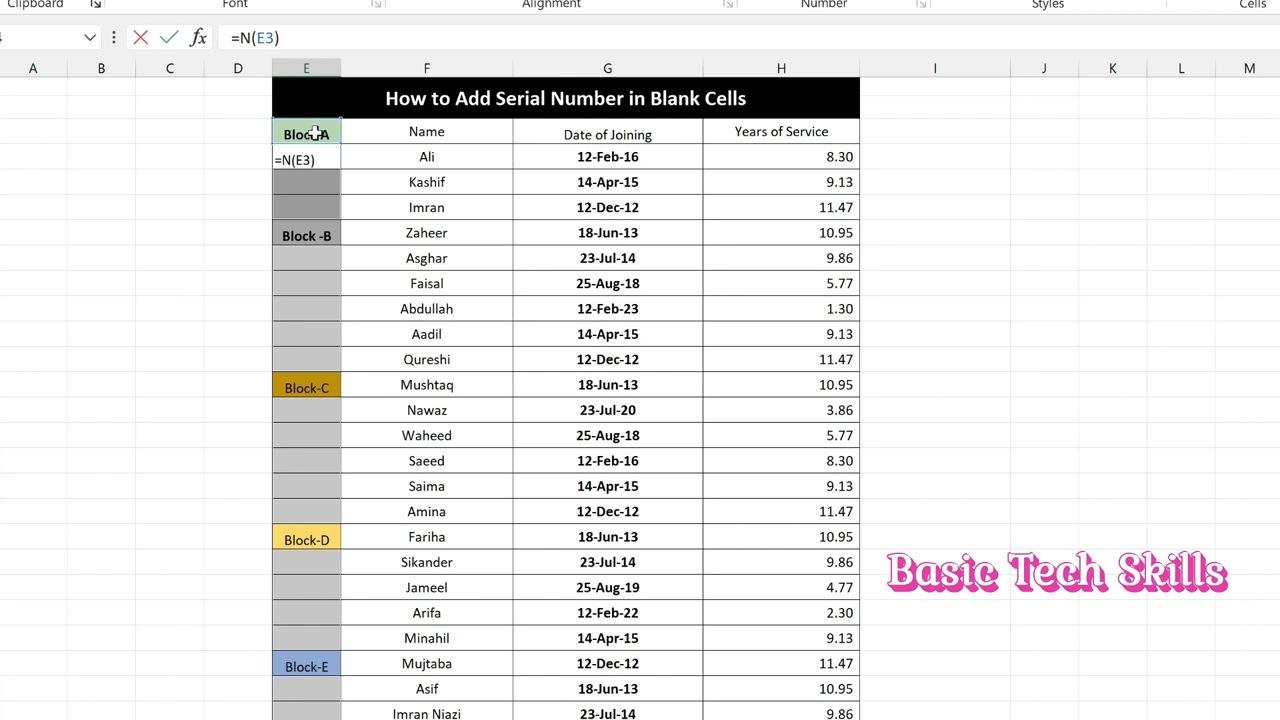 Clipboard Font Alignment Number Styles Cells
=N(E3)
A B C D E F G H I J K L M
How to Add Serial Number in Blank Cells
Block-A Name Date of Joining Years of Service
=N(E3) Ali 12-Feb-16 8.30
Kashif 14-Apr-15 9.13
Imran 12-Dec-12 11.47
Block -B Zaheer 18-Jun-13 10.95
Asghar 23-Jul-14 9.86
Faisal 25-Aug-18 5.77
Abdullah 12-Feb-23 1.30
Aadil 14-Apr-15 9.13
Qureshi 12-Dec-12 11.47
Block-C Mushtaq 18-Jun-13 10.95
Nawaz 23-Jul-20 3.86
Waheed 25-Aug-18 5.77
Saeed 12-Feb-16 8.30
Saima 14-Apr-15 9.13
Amina 12-Dec-12 11.47
Block-D Fariha 18-Jun-13 10.95
Sikander 23-Jul-14 9.86
Jameel 25-Aug-19 4.77
Arifa 12-Feb-22 2.30
Minahil 14-Apr-15 9.13
Block-E Mujtaba 12-Dec-12 11.47
Asif 18-Jun-13 10.95
Imran Niazi 23-Jul-14 9.86
Basic Tech Skills